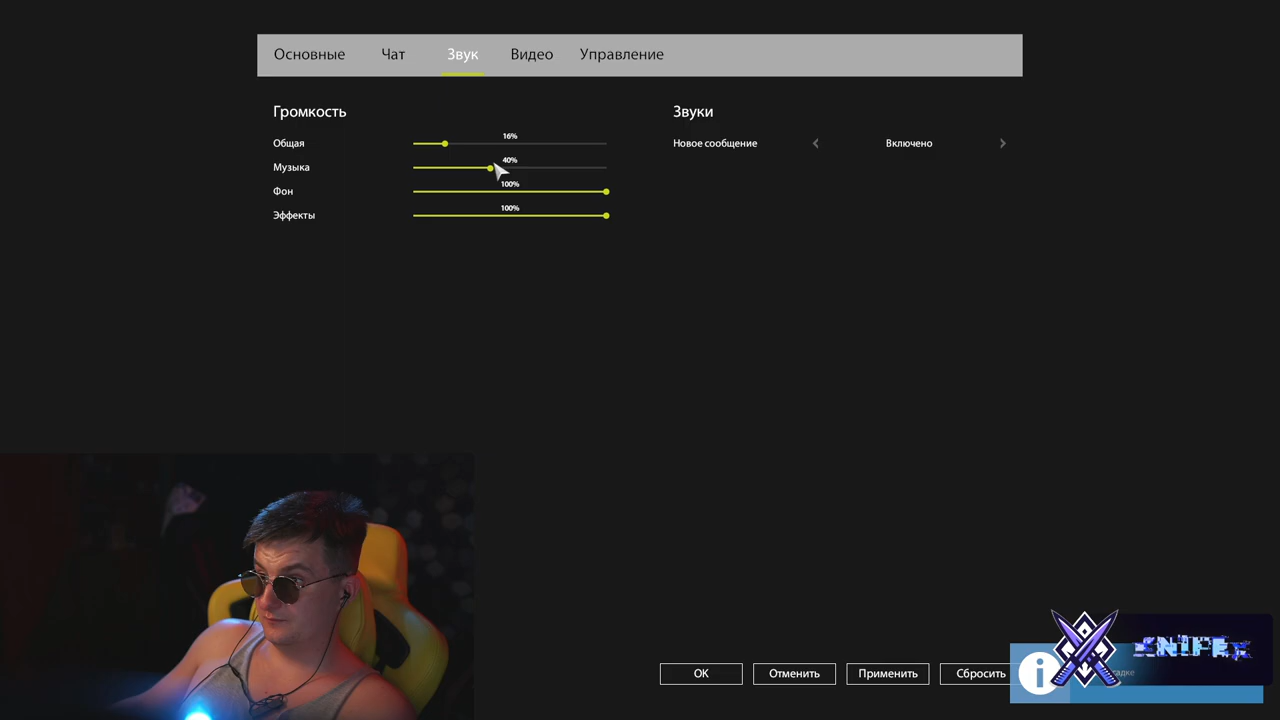 Основные Чат Звук Видео Управление
Громкость
Общая 16%
Музыка 40%
Фон 100%
Эффекты 100%
Звуки
Новое сообщение Включено
OK Отменить Применить Сбросить
i
KNIFEX